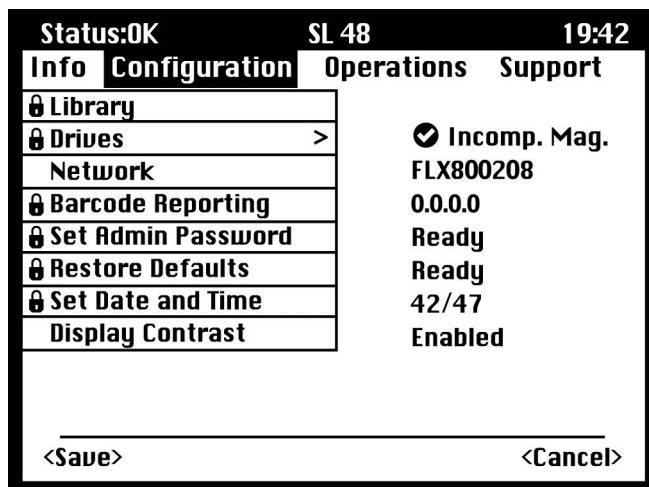 Status:OK SL 48 19:42
Info Configuration Operations Support
Library
Drives > Incomp. Mag.
Network FLX800208
Barcode Reporting 0.0.0.0
Set Admin Password Ready
Restore Defaults Ready
Set Date and Time 42/47
Display Contrast Enabled
<Save> <Cancel>